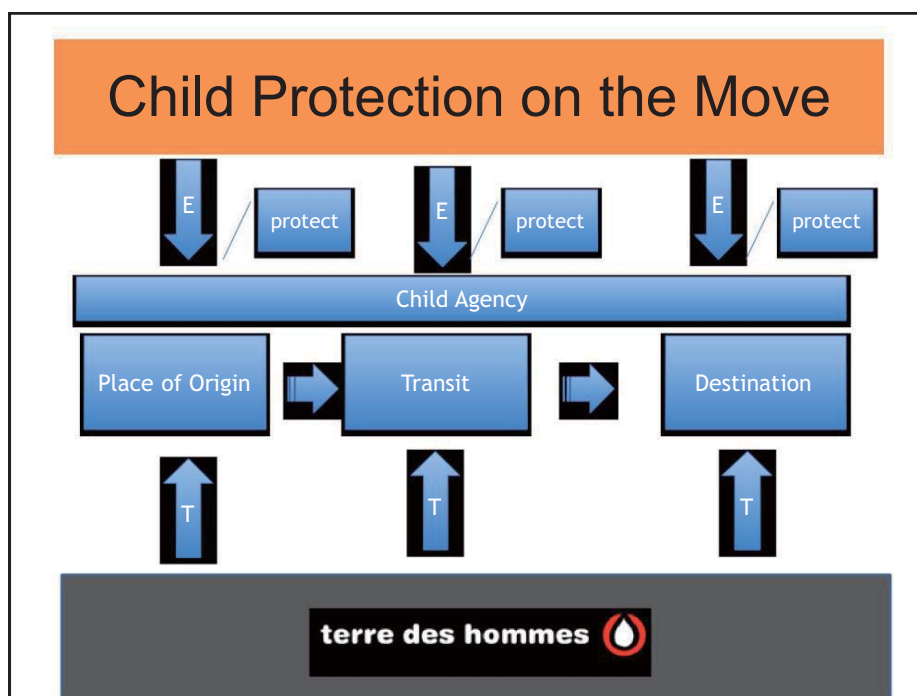 Child Protection on the Move
E
protect
E
protect
E
protect
Child Agency
Place of Origin
Transit
Destination
T
T
T
terre des hommes